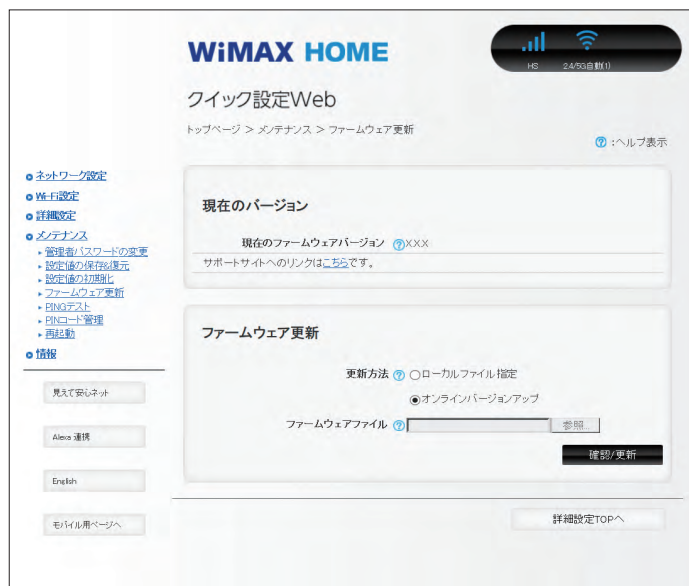 WiMAX HOME
HS 2.4/5G自動(1)
クイック設定Web
トップページ > メンテナンス > ファームウェア更新
? :ヘルプ表示
ネットワーク設定
Wi-Fi設定
詳細設定
メンテナンス
管理者パスワードの変更
設定値の保存&復元
設定値の初期化
ファームウェア更新
PINGテスト
PINコード管理
再起動
情報
見えて安心ネット
Alexa 連携
English
モバイル用ページへ
現在のバージョン
現在のファームウェアバージョン ?XXX
サポートサイトへのリンクはこちらです。
ファームウェア更新
更新方法 ? ローカルファイル指定
オンラインバージョンアップ
ファームウェアファイル ? 参照...
確認/更新
詳細設定TOPへ